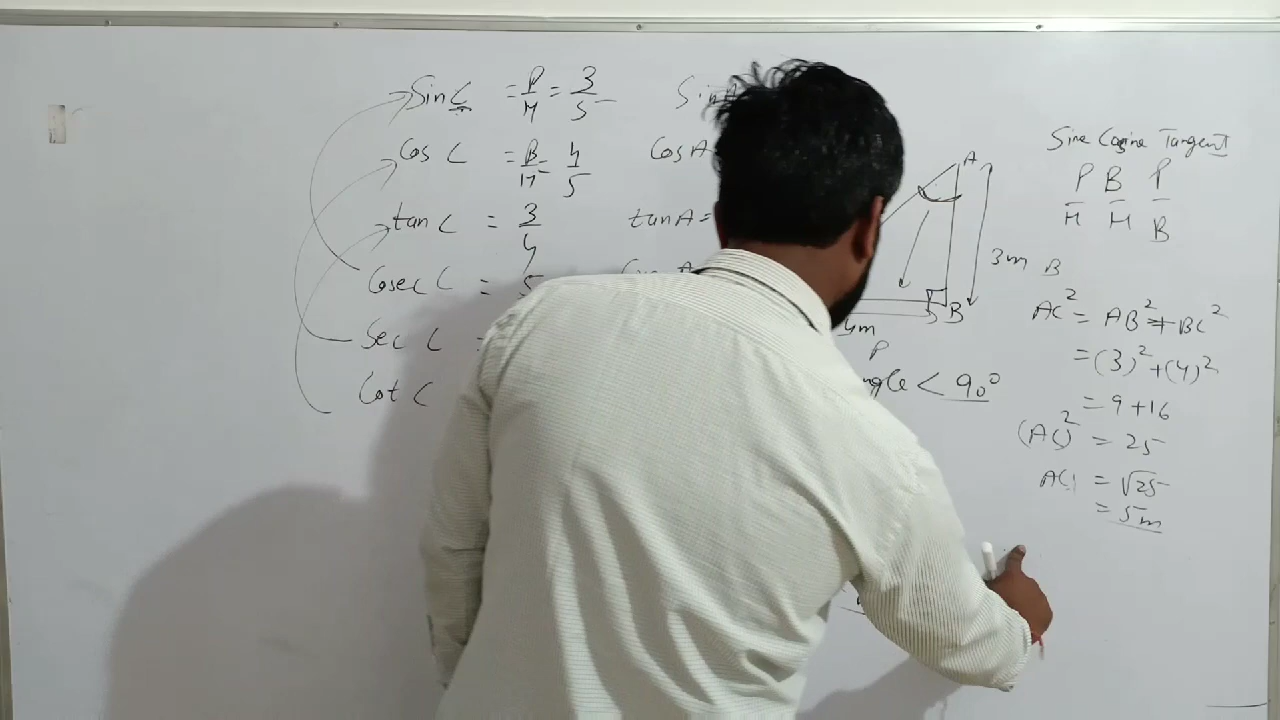 Sin C = P/H = 3/5
Cos C = B/H = 4/5
tan C = 3/4
Cosec C = 5
Sec C =
Cot C
Sin A
Cos A =
tan A =
A
3m B
B
4m
P
ngle < 90°
Sine Cosine Tangent
P/H B/H P/B
AC² = AB² + BC²
= (3)² + (4)²
= 9 + 16
(AC)² = 25
AC = √25
= 5m